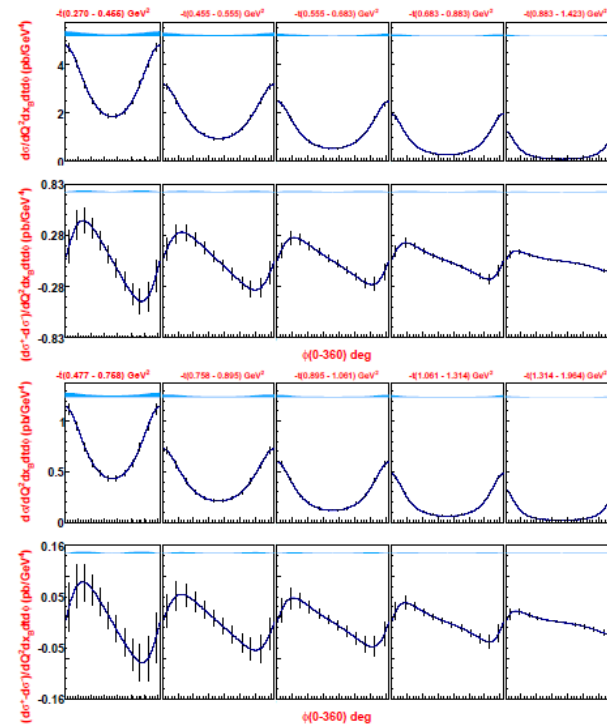 -t(0.270 - 0.466) GeV² -t(0.455 - 0.555) GeV² -t(0.555 - 0.683) GeV² -t(0.683 - 0.883) GeV² -t(0.883 - 1.423) GeV²
dσ/dQ²dx_Bdtdϕ (pb/GeV⁴)
4
2
0
(dσ⁺-dσ⁻)/dQ²dx_Bdtdϕ (pb/GeV⁴)
0.83
0.28
-0.28
-0.83
ϕ(0-360) deg
-t(0.477 - 0.768) GeV² -t(0.758 - 0.895) GeV² -t(0.895 - 1.061) GeV² -t(1.061 - 1.314) GeV² -t(1.314 - 1.964) GeV²
dσ/dQ²dx_Bdtdϕ (pb/GeV⁴)
1
0.5
0
(dσ⁺-dσ⁻)/dQ²dx_Bdtdϕ (pb/GeV⁴)
0.16
0.05
-0.05
-0.16
ϕ(0-360) deg